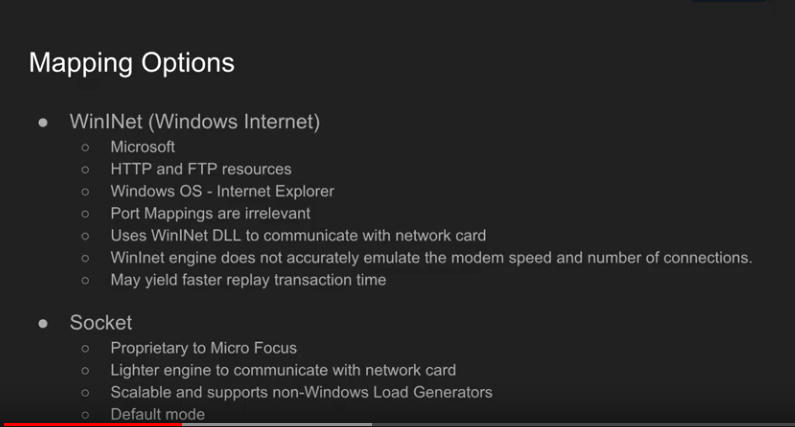 Mapping Options
● WinINet (Windows Internet)
○ Microsoft
○ HTTP and FTP resources
○ Windows OS - Internet Explorer
○ Port Mappings are irrelevant
○ Uses WinINet DLL to communicate with network card
○ WinInet engine does not accurately emulate the modem speed and number of connections.
○ May yield faster replay transaction time
● Socket
○ Proprietary to Micro Focus
○ Lighter engine to communicate with network card
○ Scalable and supports non-Windows Load Generators
○ Default mode